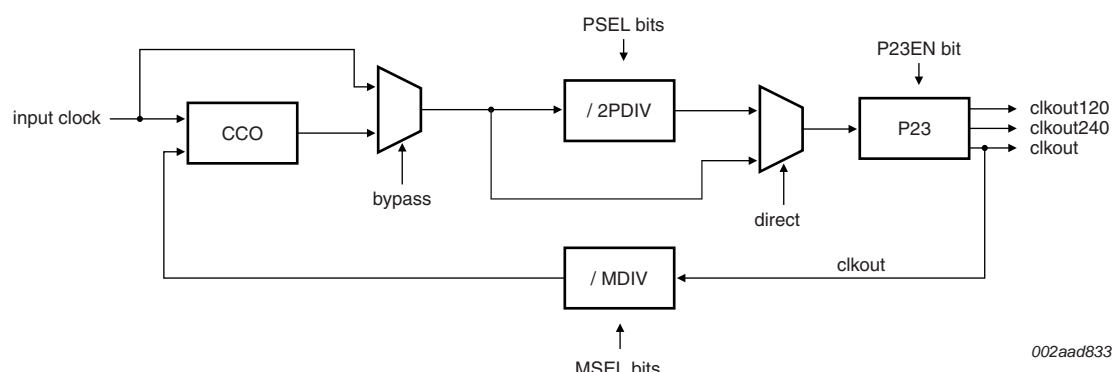 PSEL bits
P23EN bit
input clock
CCO
/ 2PDIV
P23
clkout120
clkout240
clkout
bypass
direct
/ MDIV
clkout
MSEL bits
002aad833